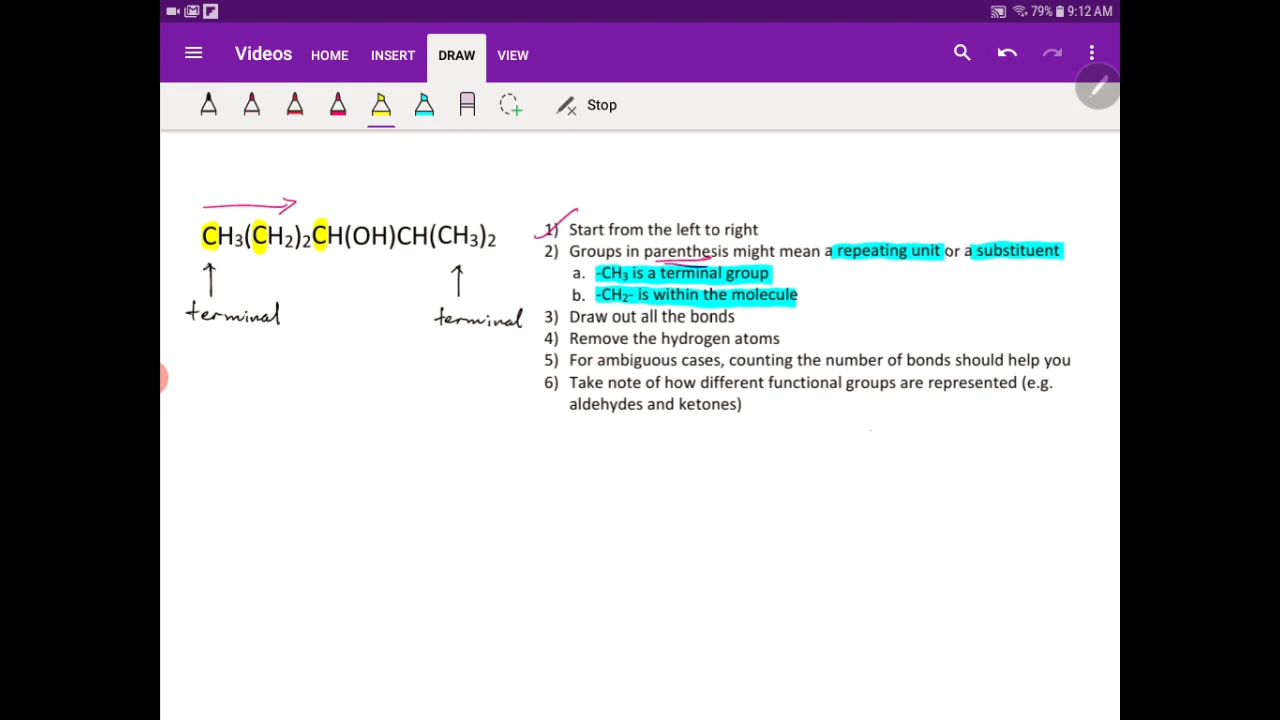 79% 9:12 AM
Videos HOME INSERT DRAW VIEW
Stop
CH₃(CH₂)₂CH(OH)CH(CH₃)₂
terminal terminal
1) Start from the left to right
2) Groups in parenthesis might mean a repeating unit or a substituent
a. -CH₃ is a terminal group
b. -CH₂- is within the molecule
3) Draw out all the bonds
4) Remove the hydrogen atoms
5) For ambiguous cases, counting the number of bonds should help you
6) Take note of how different functional groups are represented (e.g.
aldehydes and ketones)